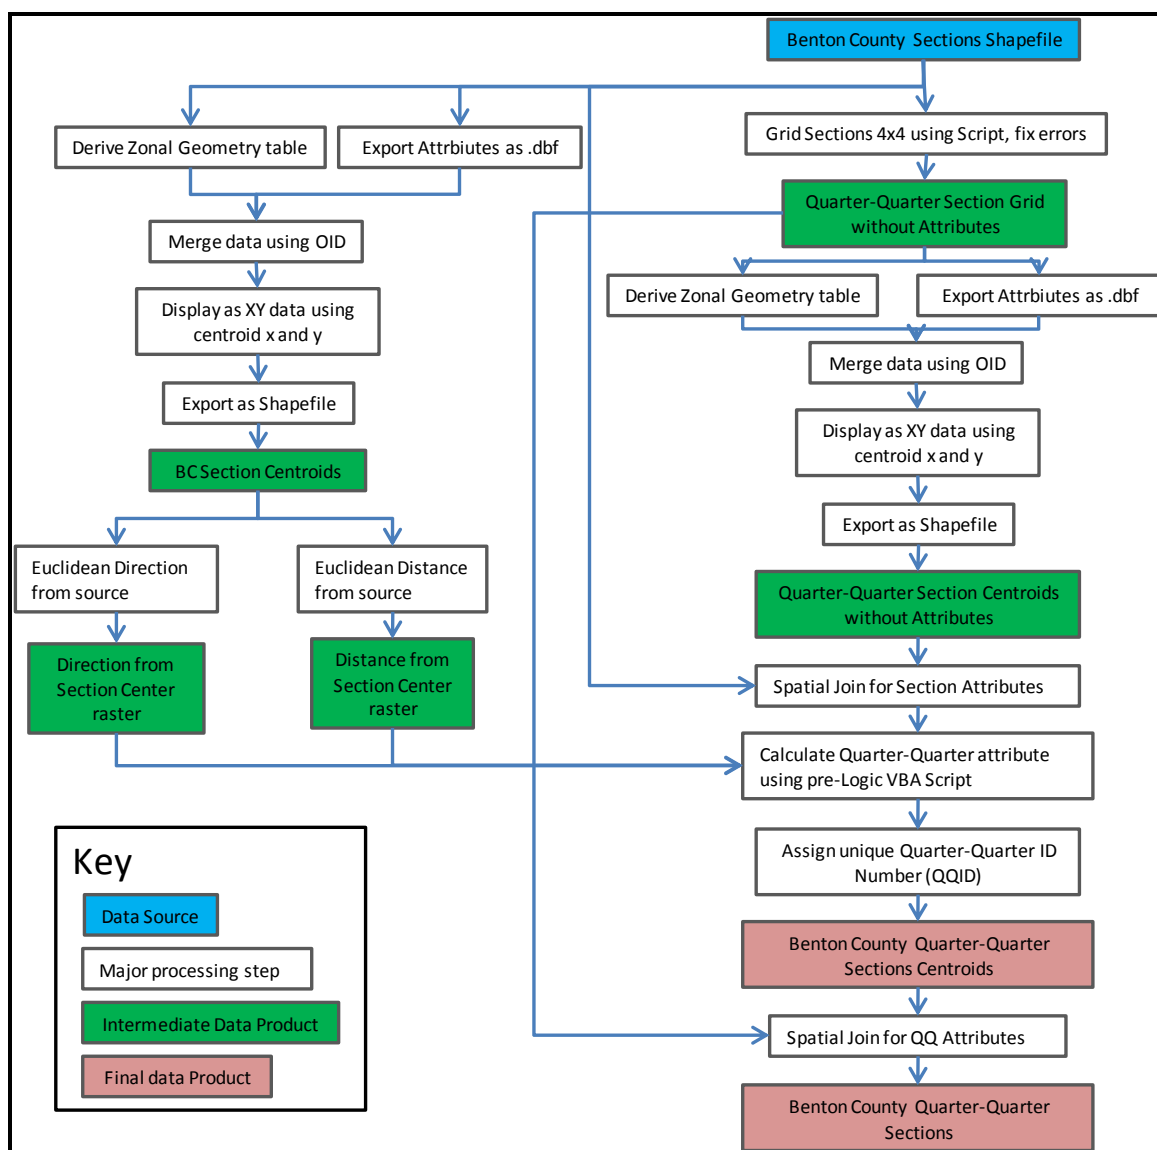 Benton County Sections Shapefile
Derive Zonal Geometry table
Export Attrbiutes as .dbf
Grid Sections 4x4 using Script, fix errors
Quarter-Quarter Section Grid
without Attributes
Merge data using OID
Derive Zonal Geometry table
Export Attrbiutes as .dbf
Display as XY data using
centroid x and y
Merge data using OID
Export as Shapefile
Display as XY data using
centroid x and y
BC Section Centroids
Export as Shapefile
Euclidean Direction
from source
Euclidean Distance
from source
Quarter-Quarter Section Centroids
without Attributes
Direction from
Section Center
raster
Distance from
Section Center
raster
Spatial Join for Section Attributes
Calculate Quarter-Quarter attribute
using pre-Logic VBA Script
Assign unique Quarter-Quarter ID
Number (QQID)
Benton County Quarter-Quarter
Sections Centroids
Spatial Join for QQ Attributes
Benton County Quarter-Quarter
Sections
Key
Data Source
Major processing step
Intermediate Data Product
Final data Product